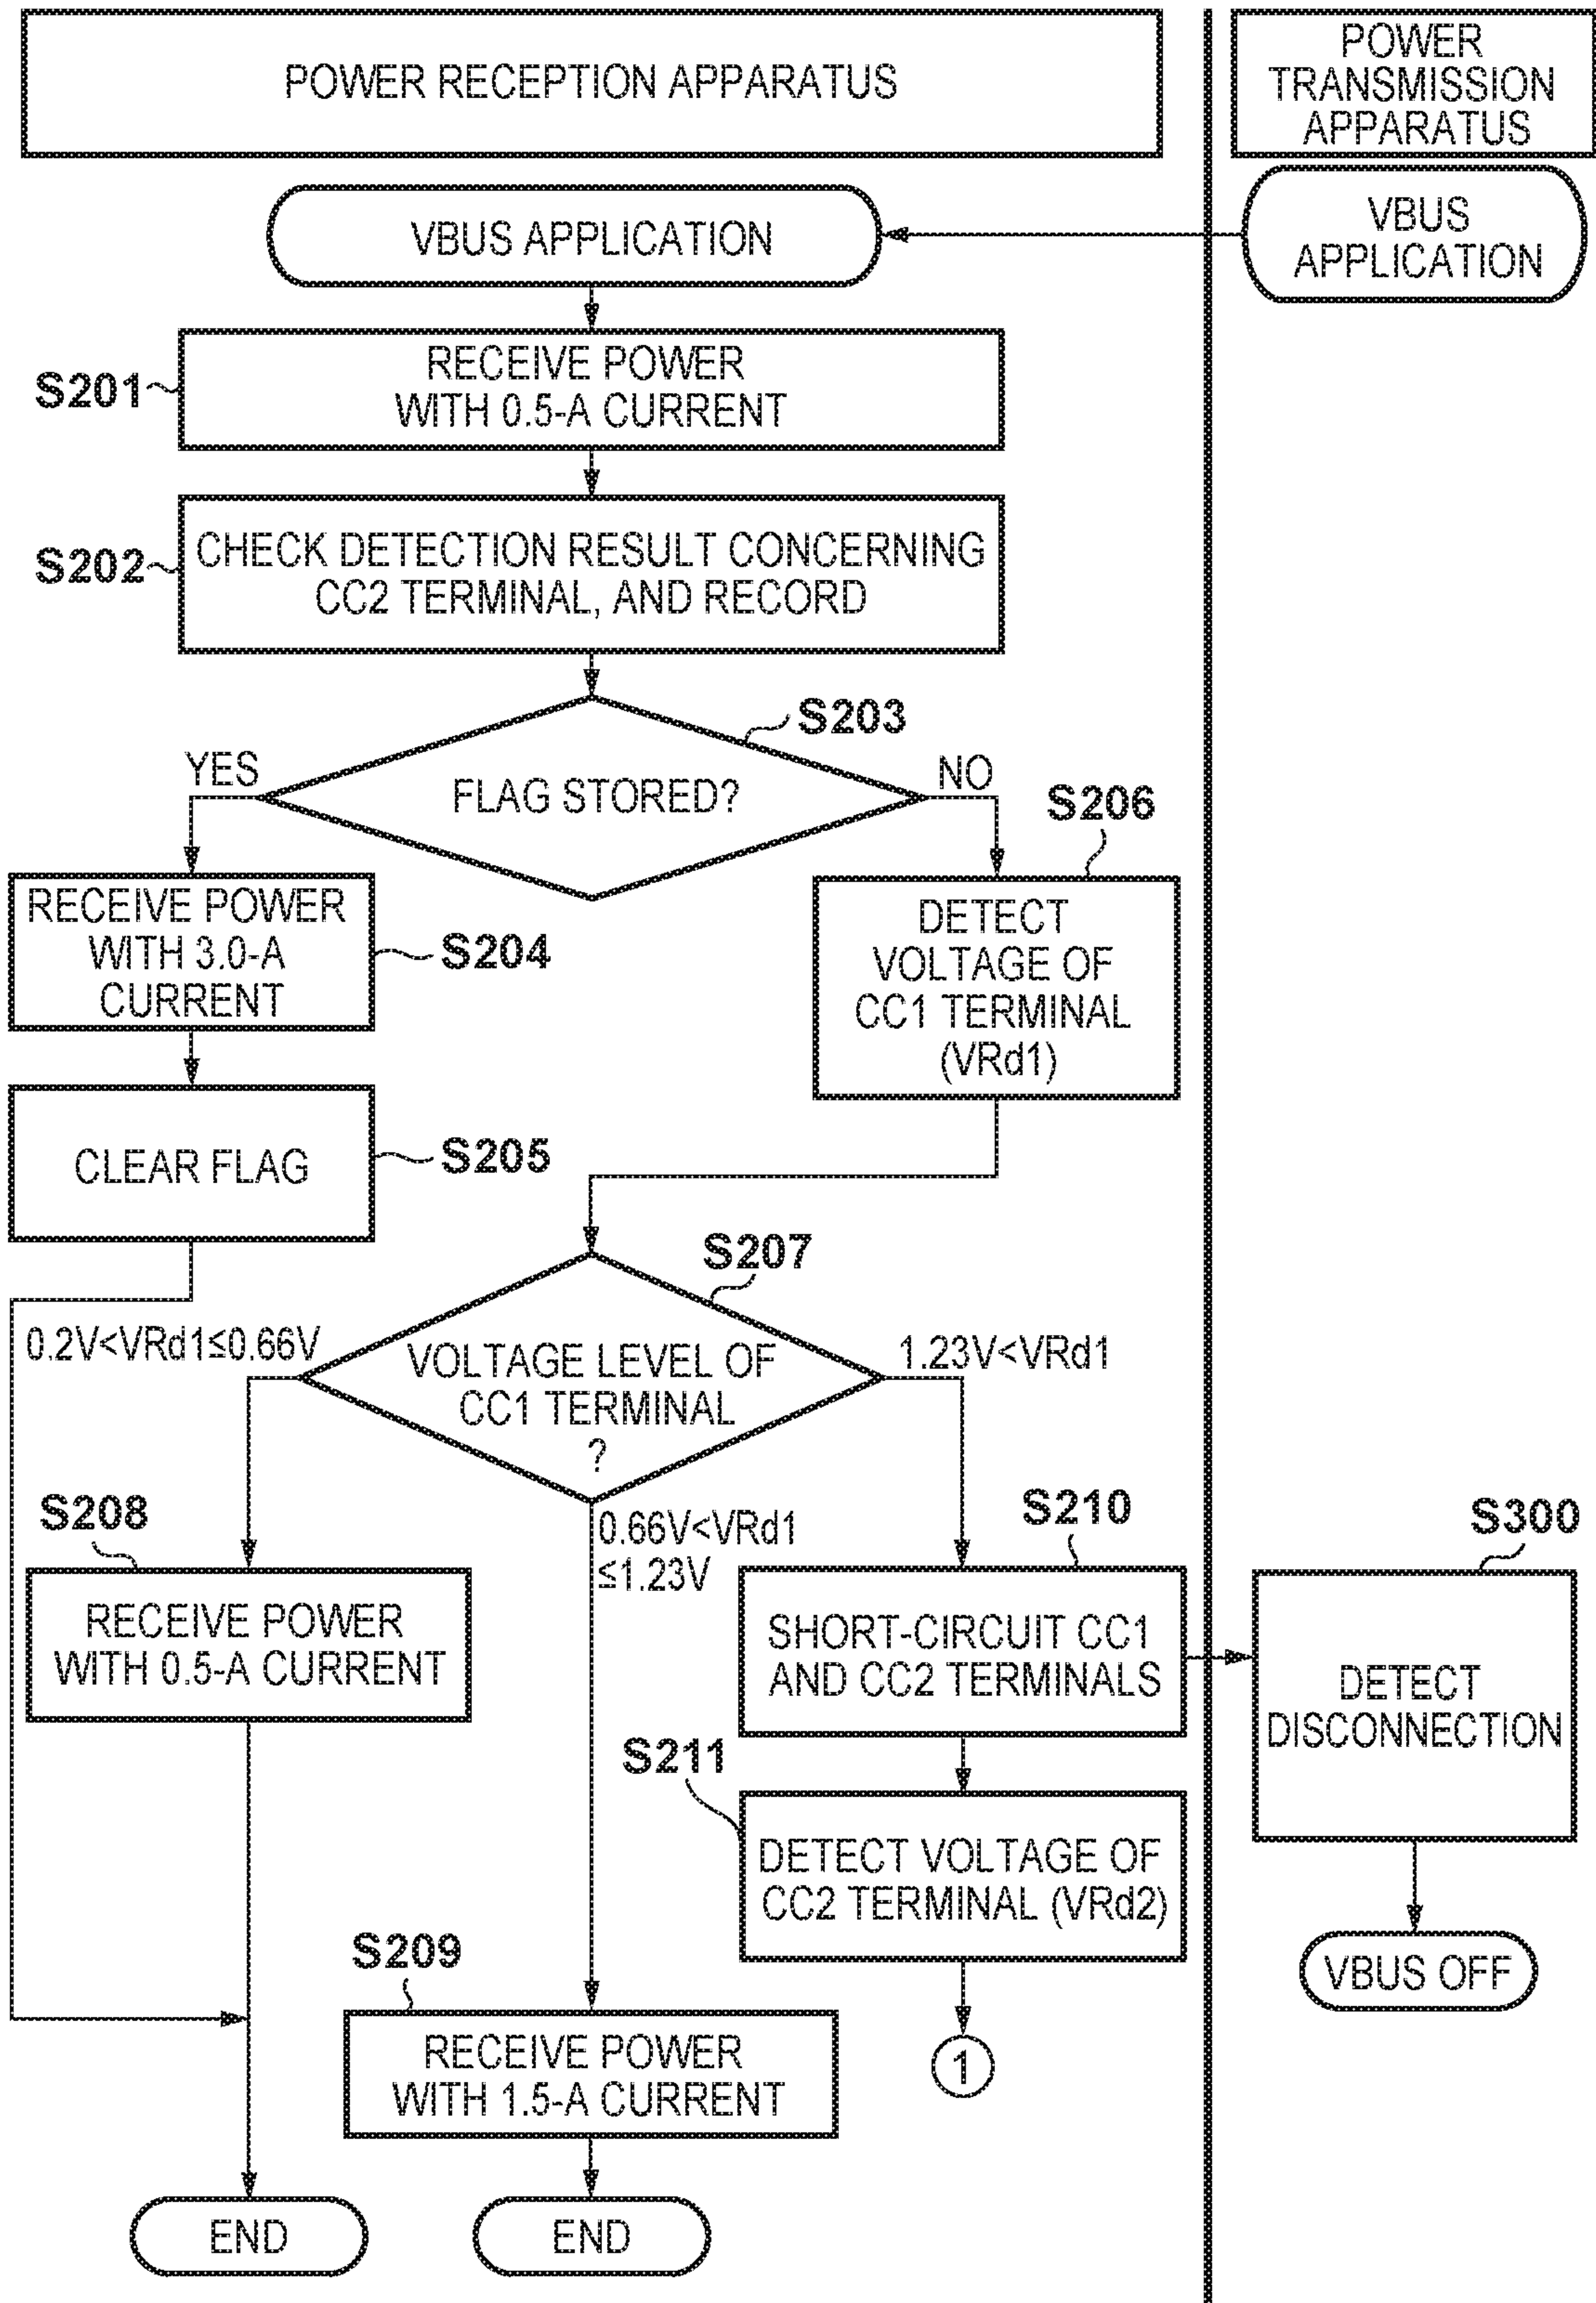 POWER RECEPTION APPARATUS
POWER
TRANSMISSION
APPARATUS
VBUS APPLICATION
VBUS
APPLICATION
S201
RECEIVE POWER
WITH 0.5-A CURRENT
S202
CHECK DETECTION RESULT CONCERNING
CC2 TERMINAL, AND RECORD
S203
YES
FLAG STORED?
NO
S206
RECEIVE POWER
WITH 3.0-A
CURRENT
S204
DETECT
VOLTAGE OF
CC1 TERMINAL
(VRd1)
CLEAR FLAG
S205
S207
0.2V<VRd1≤0.66V
VOLTAGE LEVEL OF
CC1 TERMINAL
?
1.23V<VRd1
S208
0.66V<VRd1
≤1.23V
S210
S300
RECEIVE POWER
WITH 0.5-A CURRENT
SHORT-CIRCUIT CC1
AND CC2 TERMINALS
DETECT
DISCONNECTION
S211
DETECT VOLTAGE OF
CC2 TERMINAL (VRd2)
S209
VBUS OFF
RECEIVE POWER
WITH 1.5-A CURRENT
1
END
END